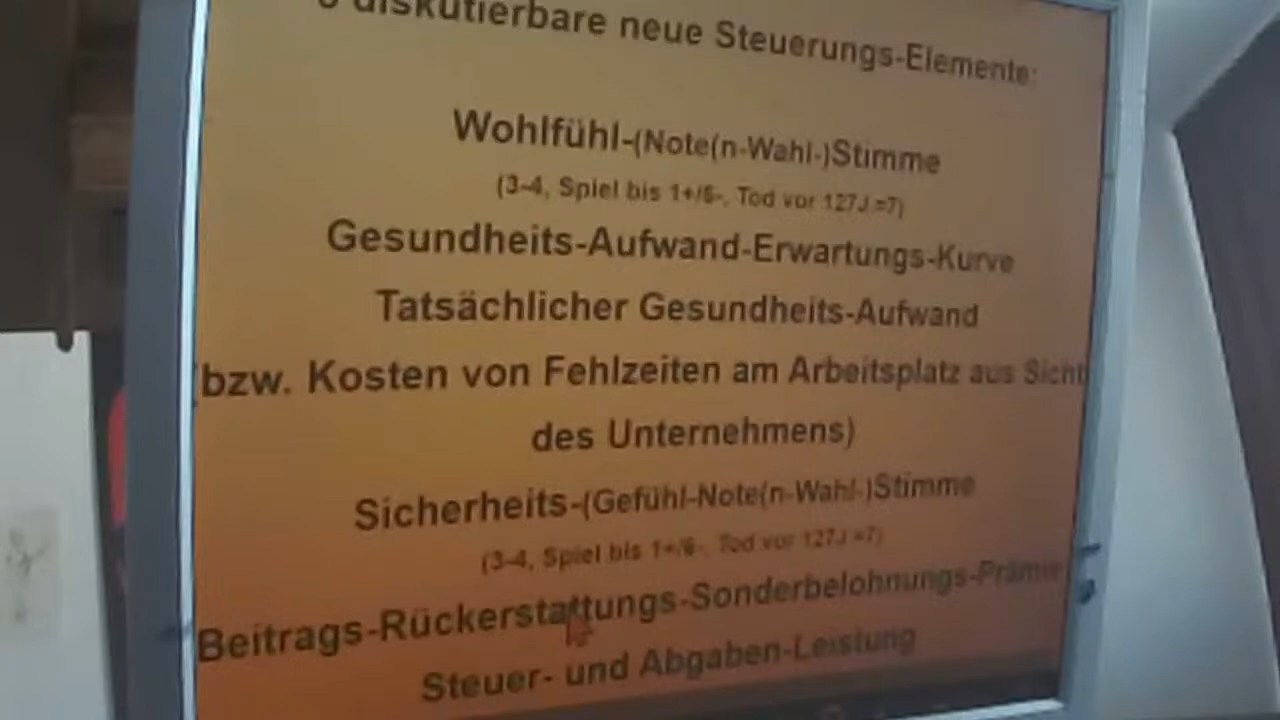 diskutierbare neue Steuerungs-Elemente:
Wohlfühl-(Note(n-Wahl-)Stimme
(3-4, Spiel bis 1+/6-, Tod vor 127J.=7)
Gesundheits-Aufwand-Erwartungs-Kurve
Tatsächlicher Gesundheits-Aufwand
(bzw. Kosten von Fehlzeiten am Arbeitsplatz aus Sicht
des Unternehmens)
Sicherheits-(Gefühl-Note(n-Wahl-)Stimme
(3-4, Spiel bis 1+/6-, Tod vor 127J.=7)
Beitrags-Rückerstattungs-Sonderbelohnungs-Prämie
Steuer- und Abgaben-Leistung